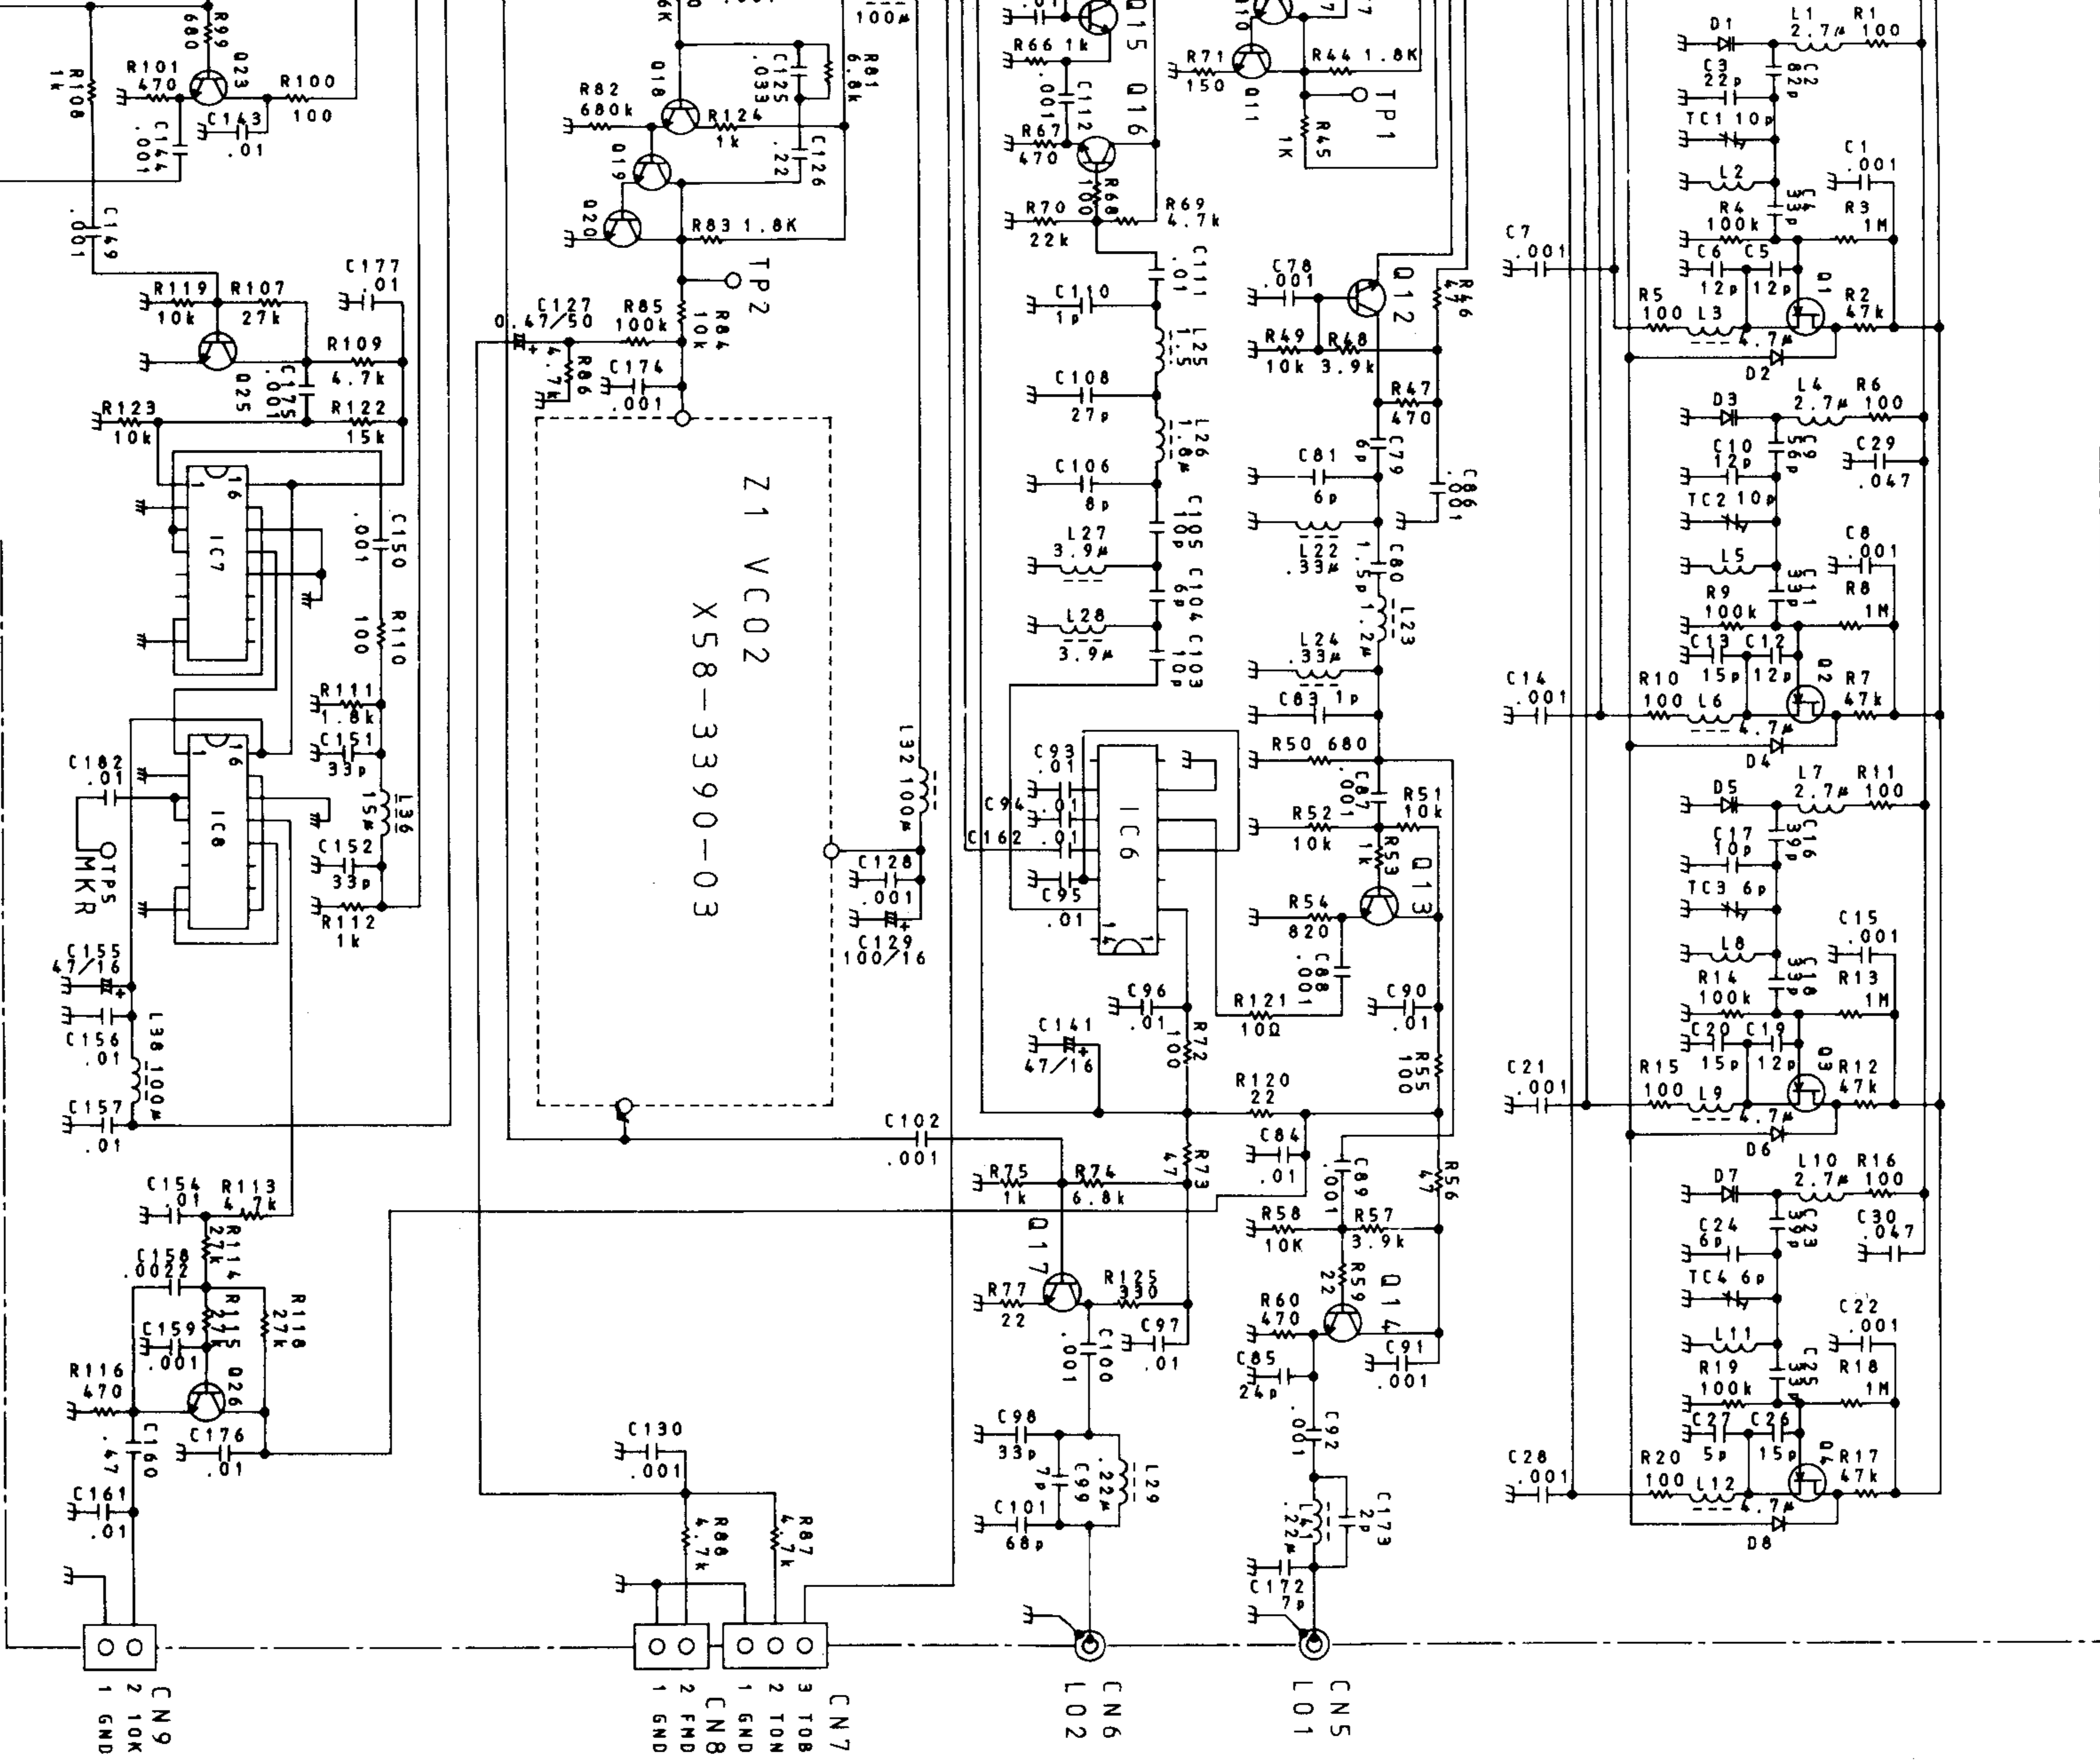 R99
680
Q23
R101
470
R100
100
R108
1k
C143
.01
C144
.001
C149
.001
C177
.01
R119
10k
R107
27k
R109
4.7k
Q25
C175
.001
R123
10k
R122
15k
1
16
IC7
C150
.001
R110
100
R111
1.8k
C151
33p
1
16
IC8
C182
.01
L36
15μ
TP5
MKR
C152
33p
R112
1k
C155
47/16
C156
.01
L38 100μ
C157
.01
C154
.01
R113
4.7k
R114
27k
C158
.0022
R115
27k
R118
27k
C159
.001
Q26
R116
470
C160
.47
C176
.01
C161
.01
CN9
1 GND
2 10K
6K
100μ
R81
6.8k
C125
.033
Q18
R82
680k
R124
1k
C126
.22
Q19
Q20
R83 1.8K
TP2
C127
0.47/50
R85
100k
R84
10k
R86
4.7k
C174
.001
Z1 VCO2
X58-3390-03
L32 100μ
C128
.001
C129
100/16
C102
.001
C130
.001
R88
4.7k
R87
4.7k
CN8
1 GND
2 FMD
CN7
1 GND
2 TON
3 TOB
.01
Q15
R66 1k
C112
.001
Q16
R67
470
R68
100
R70
22k
R69
4.7k
C111
.01
C110
1p
L25
1.5
C108
27p
L26
1.8μ
C106
8p
C105
10p
L27
3.9μ
C104
6p
L28
3.9μ
C103
10p
C93
.01
C94
.01
C162
.01
C95
.01
IC6
1
14
C96
.01
R72
100
C141
47/16
R121
10Ω
R120
22
R73
47
R75
1k
R74
6.8k
Q17
R77
22
R125
330
C97
.01
C100
.001
C98
33p
C99
7p
L29
.22μ
C101
68p
CN6
LO2
Q10
R71
150
Q11
R44 1.8K
TP1
R45
1K
C78
.001
Q12
R46
47
R49
10k
R48
3.9k
R47
470
C79
6p
C81
6p
C86
.001
L22
.33μ
C80
1.5p
L23
1.2μ
L24
.33μ
C83 1p
R50 680
C87
.001
R51
10k
R52
10k
R53
1k
Q13
R54
820
C88
.001
C90
.01
R55
100
C84
.01
C89
.001
R56
47
R58
10K
R57
3.9k
R59
22
Q14
R60
470
C85
24p
C91
.001
C92
.001
L41
.22μ
C173
2p
C172
7p
CN5
LO1
D1
L1
2.7μ
R1
100
C3
22p
C2
82p
TC1 10p
C1
.001
L2
C4
33p
R4
100k
R3
1M
C7
.001
C6
12p
C5
12p
Q1
R5
100
L3
4.7μ
R2
47k
D2
D3
L4
2.7μ
R6
100
C10
12p
C9
56p
C29
.047
TC2 10p
C8
.001
L5
C11
33p
R9
100k
R8
1M
C13
15p
C12
12p
Q2
C14
.001
R10
100
L6
4.7μ
R7
47k
D4
D5
L7
2.7μ
R11
100
C17
10p
C16
39p
TC3 6p
C15
.001
L8
C18
33p
R14
100k
R13
1M
C20
15p
C19
12p
Q3
C21
.001
R15
100
L9
4.7μ
R12
47k
D6
D7
L10
2.7μ
R16
100
C24
6p
C23
39p
C30
.047
TC4 6p
C22
.001
L11
C25
33p
R19
100k
R18
1M
C27
5p
C26
15p
Q4
C28
.001
R20
100
L12
4.7μ
R17
47k
D8